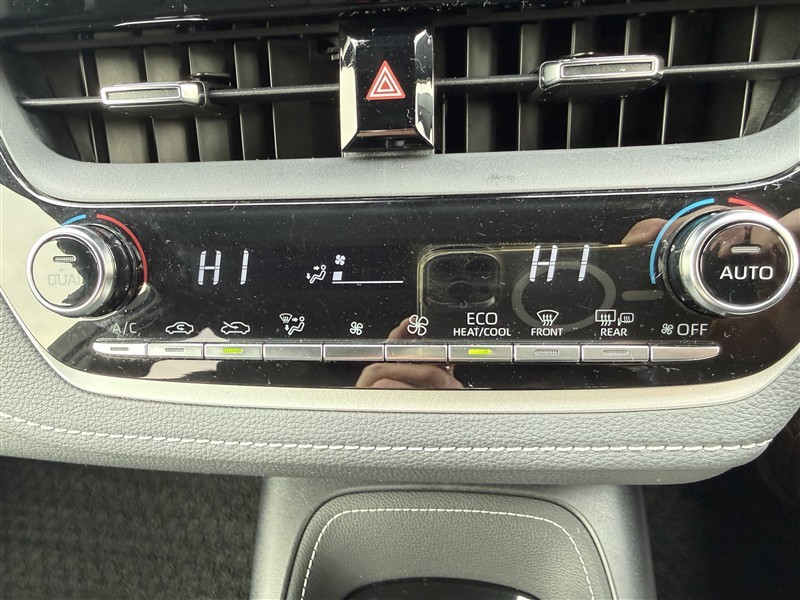 HI
HI
DUAL
AUTO
A/C
ECO
HEAT/COOL
FRONT
REAR
OFF